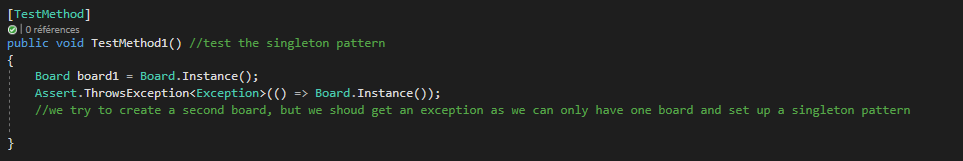 [TestMethod]
| 0 références
public void TestMethod1() //test the singleton pattern
{
Board board1 = Board.Instance();
Assert.ThrowsException<Exception>(() => Board.Instance());
//we try to create a second board, but we shoud get an exception as we can only have one board and set up a singleton pattern
}